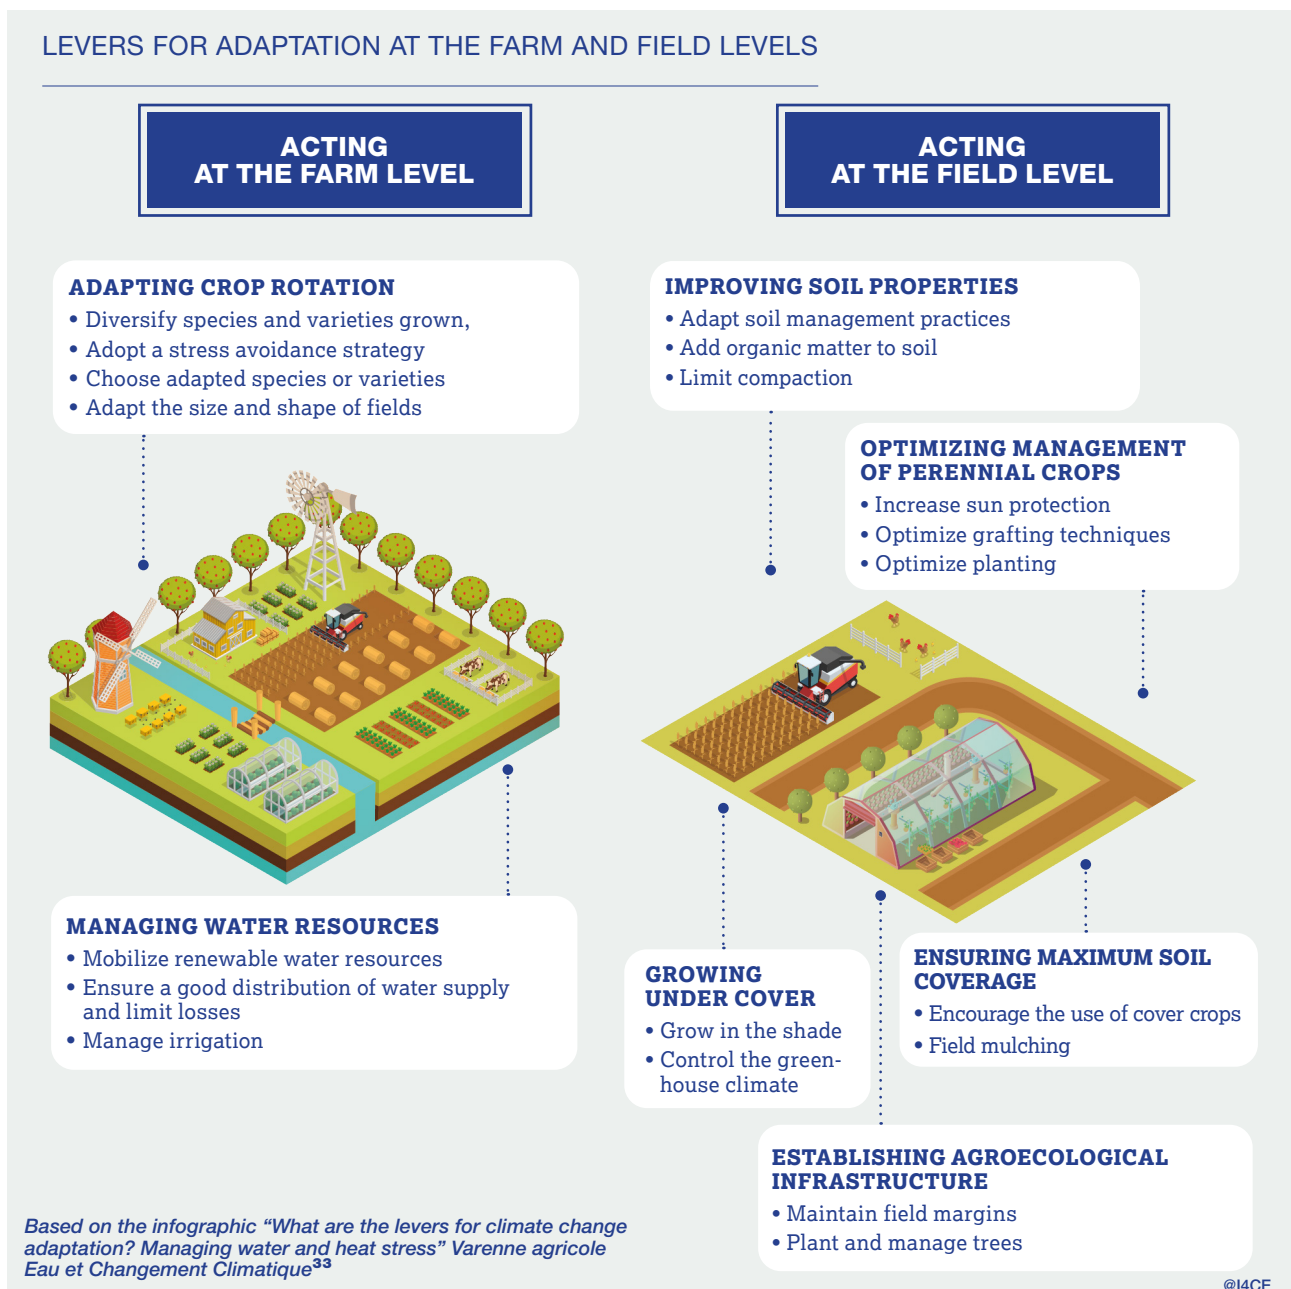 LEVERS FOR ADAPTATION AT THE FARM AND FIELD LEVELS
ACTING
AT THE FARM LEVEL
ADAPTING CROP ROTATION
• Diversify species and varieties grown,
• Adopt a stress avoidance strategy
• Choose adapted species or varieties
• Adapt the size and shape of fields
MANAGING WATER RESOURCES
• Mobilize renewable water resources
• Ensure a good distribution of water supply
and limit losses
• Manage irrigation
ACTING
AT THE FIELD LEVEL
IMPROVING SOIL PROPERTIES
• Adapt soil management practices
• Add organic matter to soil
• Limit compaction
OPTIMIZING MANAGEMENT
OF PERENNIAL CROPS
• Increase sun protection
• Optimize grafting techniques
• Optimize planting
GROWING
UNDER COVER
• Grow in the shade
• Control the green-
house climate
ENSURING MAXIMUM SOIL
COVERAGE
• Encourage the use of cover crops
• Field mulching
ESTABLISHING AGROECOLOGICAL
INFRASTRUCTURE
• Maintain field margins
• Plant and manage trees
Based on the infographic “What are the levers for climate change
adaptation? Managing water and heat stress” Varenne agricole
Eau et Changement Climatique³³
@I4CE